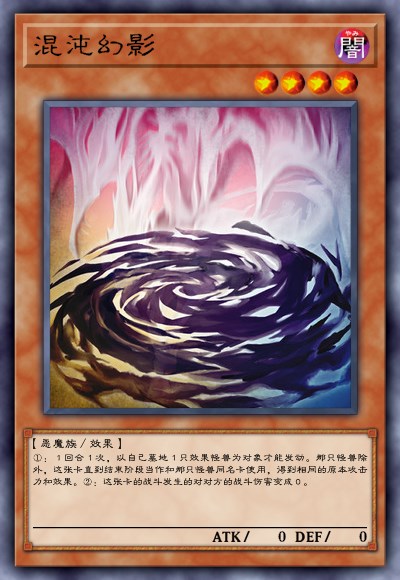 混沌幻影
やみ
闇
【恶魔族／效果】
①：1回合1次，以自己墓地1只效果怪兽为对象才能发动。那只怪兽除
外，这张卡直到结束阶段当作和那只怪兽同名卡使用，得到相同的原本攻击
力和效果。②：这张卡的战斗发生的对对方的战斗伤害变成0。
ATK/ 0 DEF/ 0